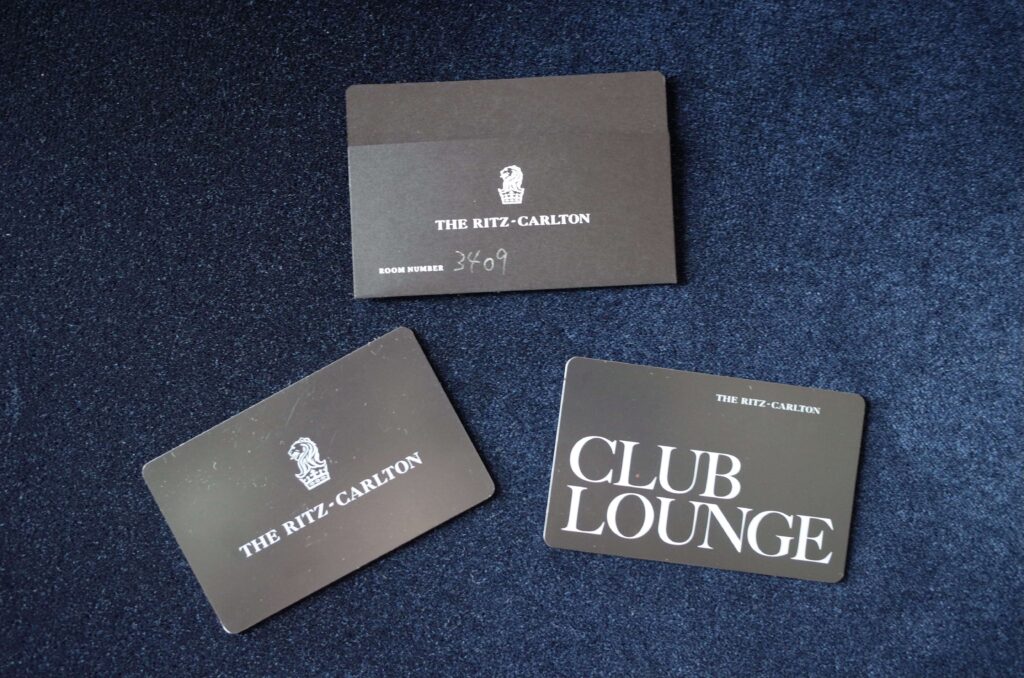 THE RITZ-CARLTON
ROOM NUMBER 3409
THE RITZ-CARLTON
THE RITZ-CARLTON
CLUB
LOUNGE